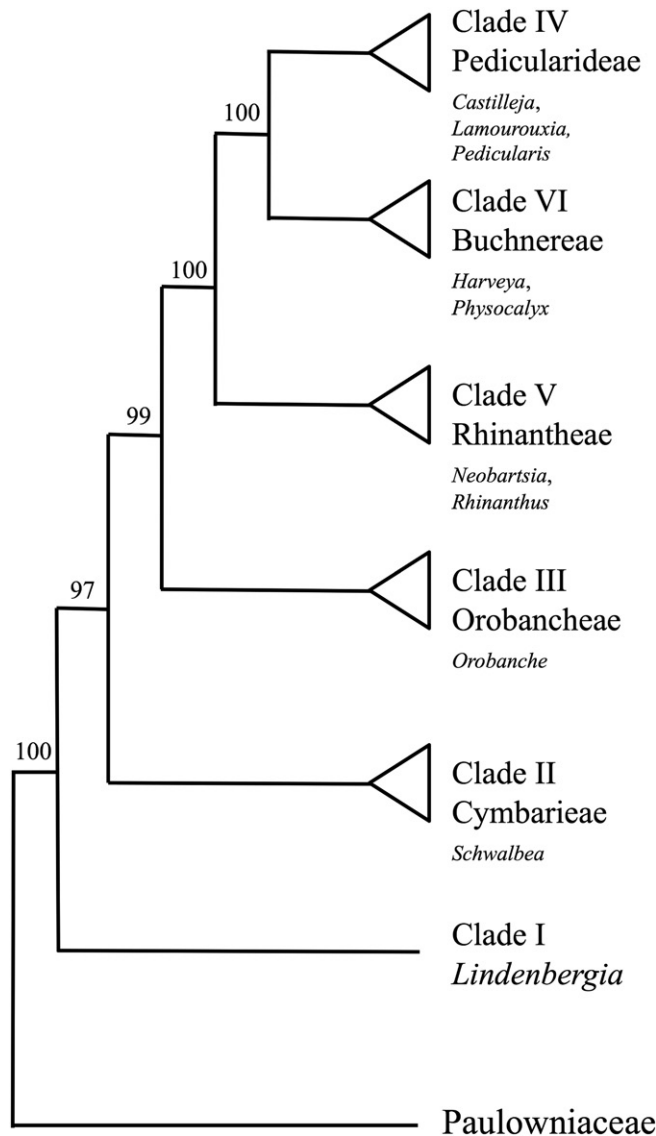 Clade IV
Pedicularideae
Castilleja,
Lamourouxia,
Pedicularis
100
Clade VI
Buchnereae
Harveya,
Physocalyx
100
Clade V
Rhinantheae
Neobartsia,
Rhinanthus
99
Clade III
Orobancheae
Orobanche
97
Clade II
Cymbarieae
Schwalbea
100
Clade I
Lindenbergia
Paulowniaceae